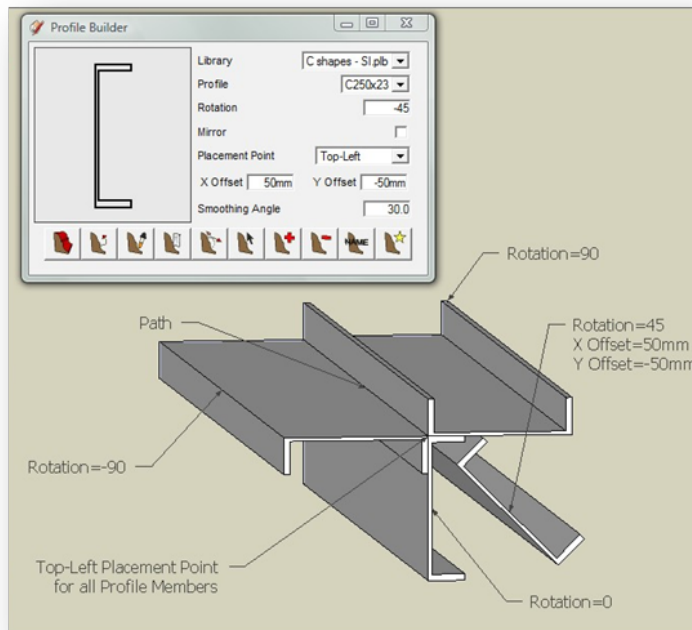 Profile Builder
Library C shapes - SI.plb
Profile C250x23
Rotation -45
Mirror
Placement Point Top-Left
X Offset 50mm Y Offset -50mm
Smoothing Angle 30.0
NAME
Rotation=90
Path
Rotation=45
X Offset=50mm
Y Offset=-50mm
Rotation=-90
Top-Left Placement Point
for all Profile Members
Rotation=0